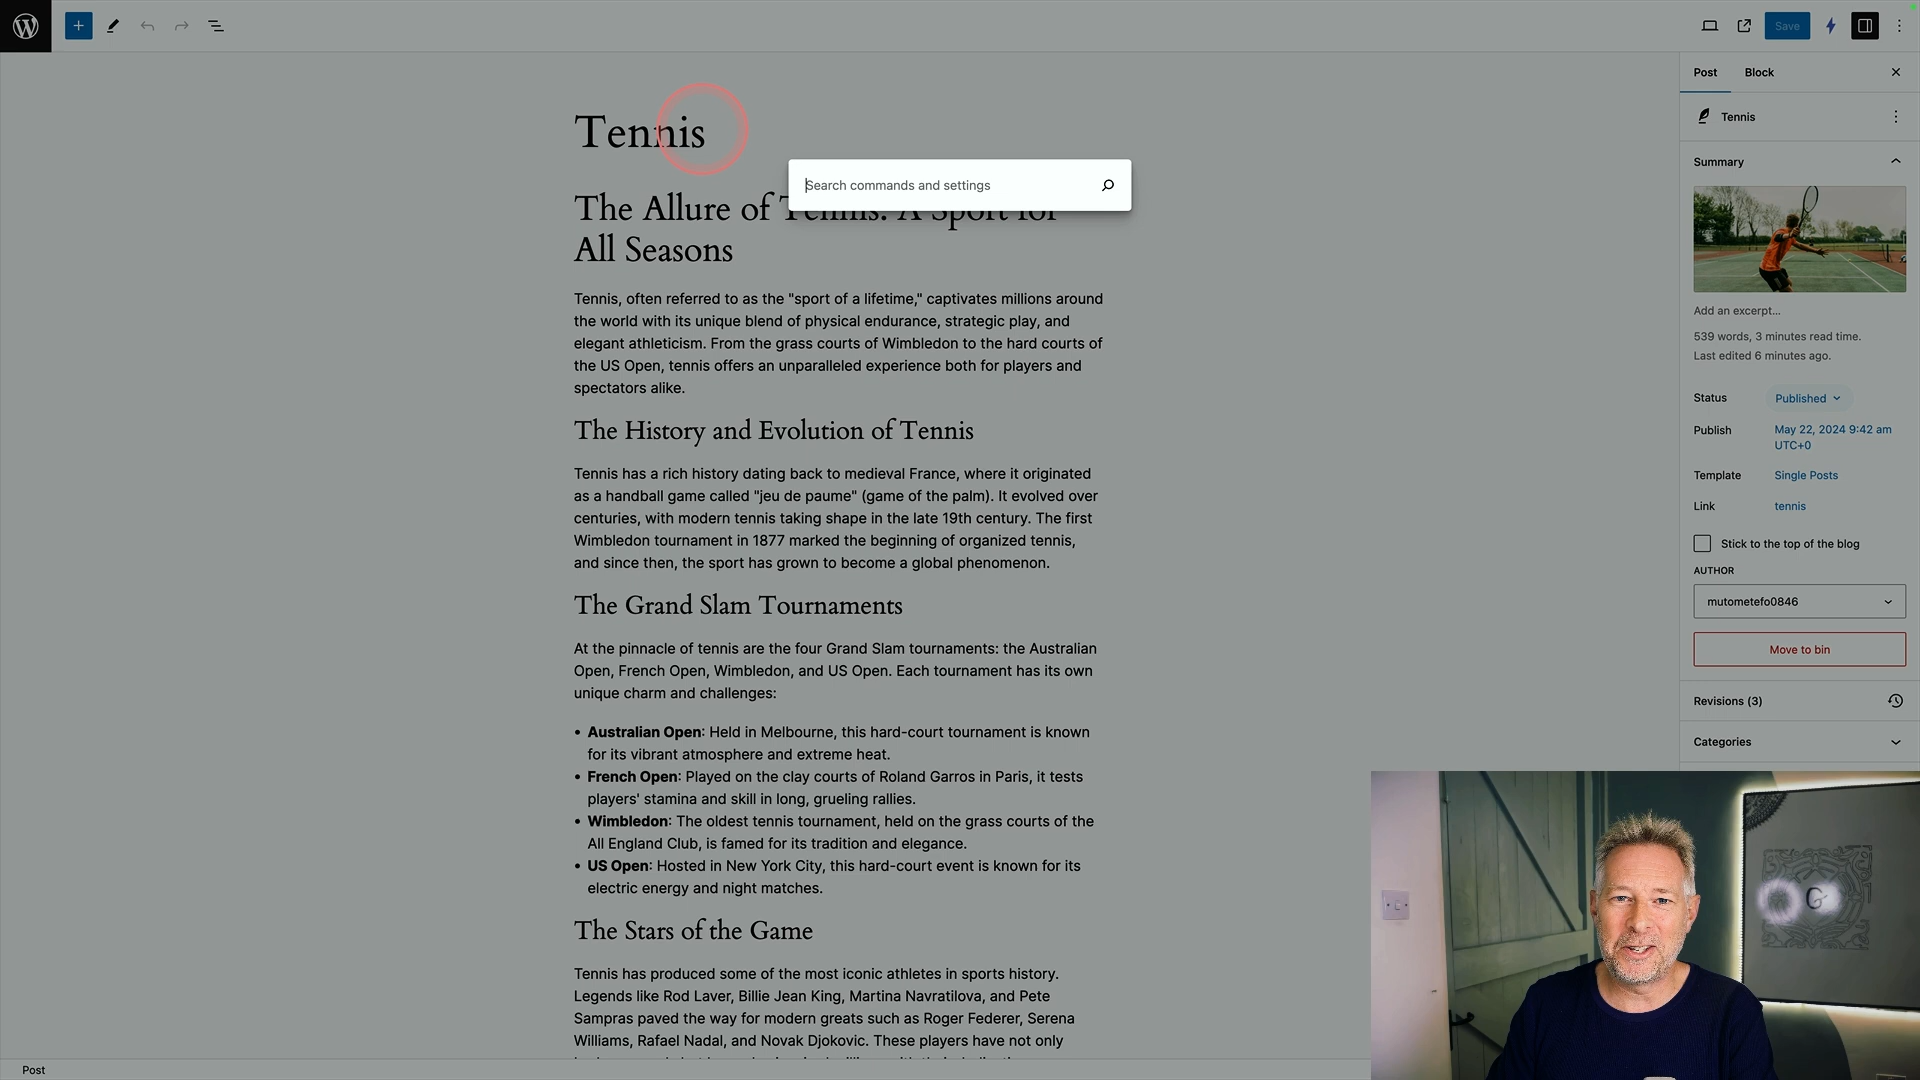 Save
Tennis
Search commands and settings
The Allure of Tennis: A Sport for
All Seasons
Tennis, often referred to as the "sport of a lifetime," captivates millions around
the world with its unique blend of physical endurance, strategic play, and
elegant athleticism. From the grass courts of Wimbledon to the hard courts of
the US Open, tennis offers an unparalleled experience both for players and
spectators alike.
The History and Evolution of Tennis
Tennis has a rich history dating back to medieval France, where it originated
as a handball game called "jeu de paume" (game of the palm). It evolved over
centuries, with modern tennis taking shape in the late 19th century. The first
Wimbledon tournament in 1877 marked the beginning of organized tennis,
and since then, the sport has grown to become a global phenomenon.
The Grand Slam Tournaments
At the pinnacle of tennis are the four Grand Slam tournaments: the Australian
Open, French Open, Wimbledon, and US Open. Each tournament has its own
unique charm and challenges:
• Australian Open: Held in Melbourne, this hard-court tournament is known
for its vibrant atmosphere and extreme heat.
• French Open: Played on the clay courts of Roland Garros in Paris, it tests
players' stamina and skill in long, grueling rallies.
• Wimbledon: The oldest tennis tournament, held on the grass courts of the
All England Club, is famed for its tradition and elegance.
• US Open: Hosted in New York City, this hard-court event is known for its
electric energy and night matches.
The Stars of the Game
Tennis has produced some of the most iconic athletes in sports history.
Legends like Rod Laver, Billie Jean King, Martina Navratilova, and Pete
Sampras paved the way for modern greats such as Roger Federer, Serena
Williams, Rafael Nadal, and Novak Djokovic. These players have not only
Post
Post Block
Tennis
Summary
Add an excerpt...
539 words, 3 minutes read time.
Last edited 6 minutes ago.
Status Published
Publish May 22, 2024 9:42 am
UTC+0
Template Single Posts
Link tennis
Stick to the top of the blog
AUTHOR
mutometefo0846
Move to bin
Revisions (3)
Categories
G